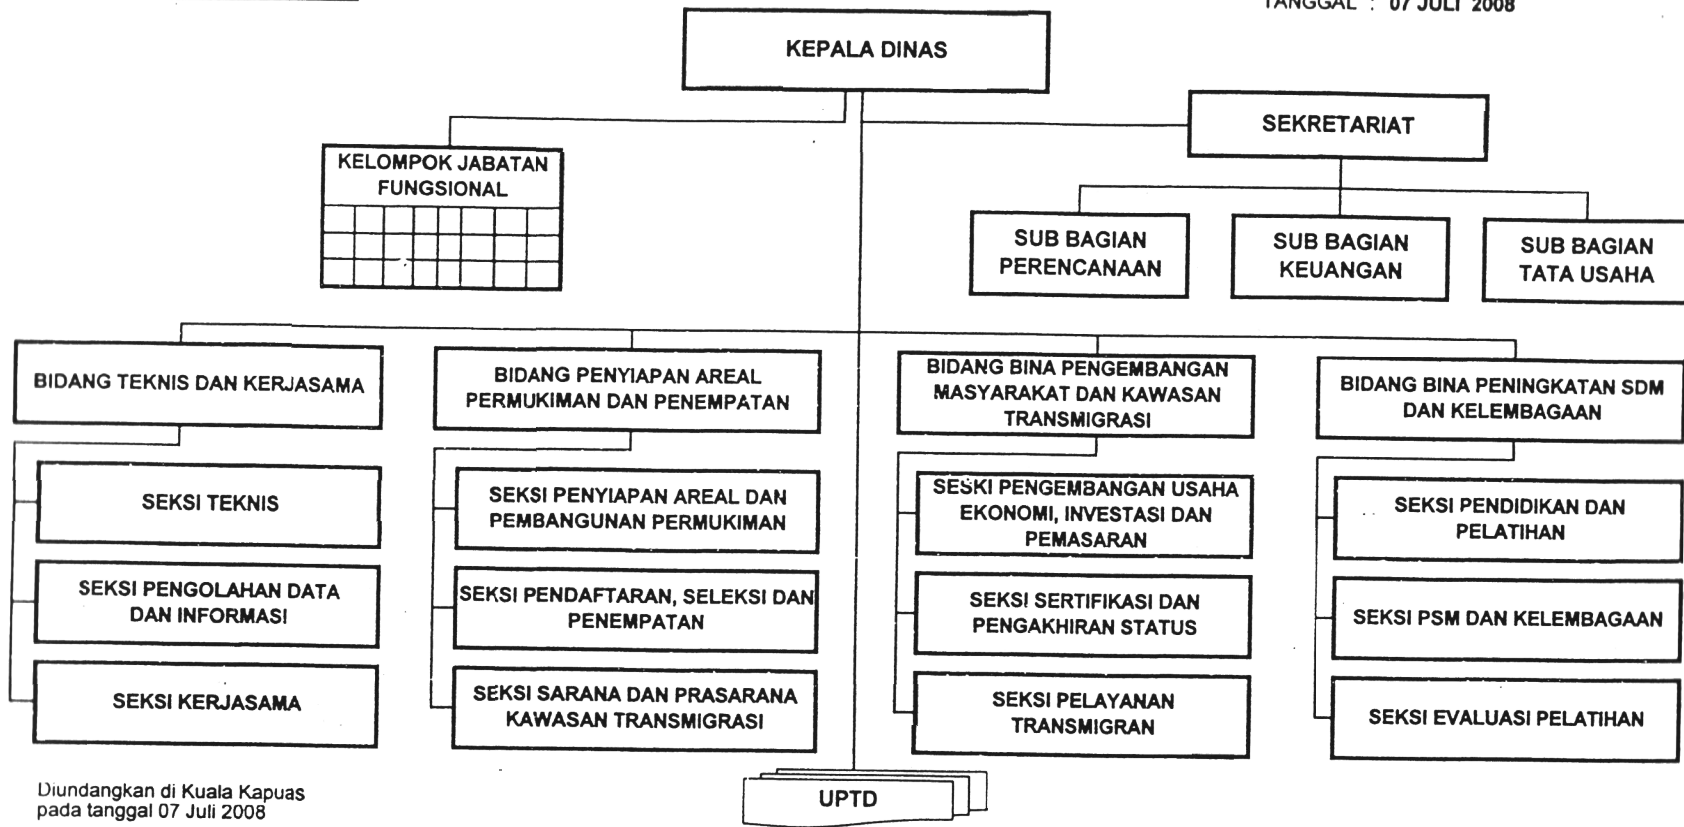 TANGGAL : 07 JULI 2008
KEPALA DINAS
SEKRETARIAT
KELOMPOK JABATAN
FUNGSIONAL
SUB BAGIAN
PERENCANAAN
SUB BAGIAN
KEUANGAN
SUB BAGIAN
TATA USAHA
BIDANG TEKNIS DAN KERJASAMA
BIDANG PENYIAPAN AREAL
PERMUKIMAN DAN PENEMPATAN
BIDANG BINA PENGEMBANGAN
MASYARAKAT DAN KAWASAN
TRANSMIGRASI
BIDANG BINA PENINGKATAN SDM
DAN KELEMBAGAAN
SEKSI TEKNIS
SEKSI PENGOLAHAN DATA
DAN INFORMASI
SEKSI KERJASAMA
SEKSI PENYIAPAN AREAL DAN
PEMBANGUNAN PERMUKIMAN
SEKSI PENDAFTARAN, SELEKSI DAN
PENEMPATAN
SEKSI SARANA DAN PRASARANA
KAWASAN TRANSMIGRASI
SESKI PENGEMBANGAN USAHA
EKONOMI, INVESTASI DAN
PEMASARAN
SEKSI SERTIFIKASI DAN
PENGAKHIRAN STATUS
SEKSI PELAYANAN
TRANSMIGRAN
SEKSI PENDIDIKAN DAN
PELATIHAN
SEKSI PSM DAN KELEMBAGAAN
SEKSI EVALUASI PELATIHAN
UPTD
Diundangkan di Kuala Kapuas
pada tanggal 07 Juli 2008